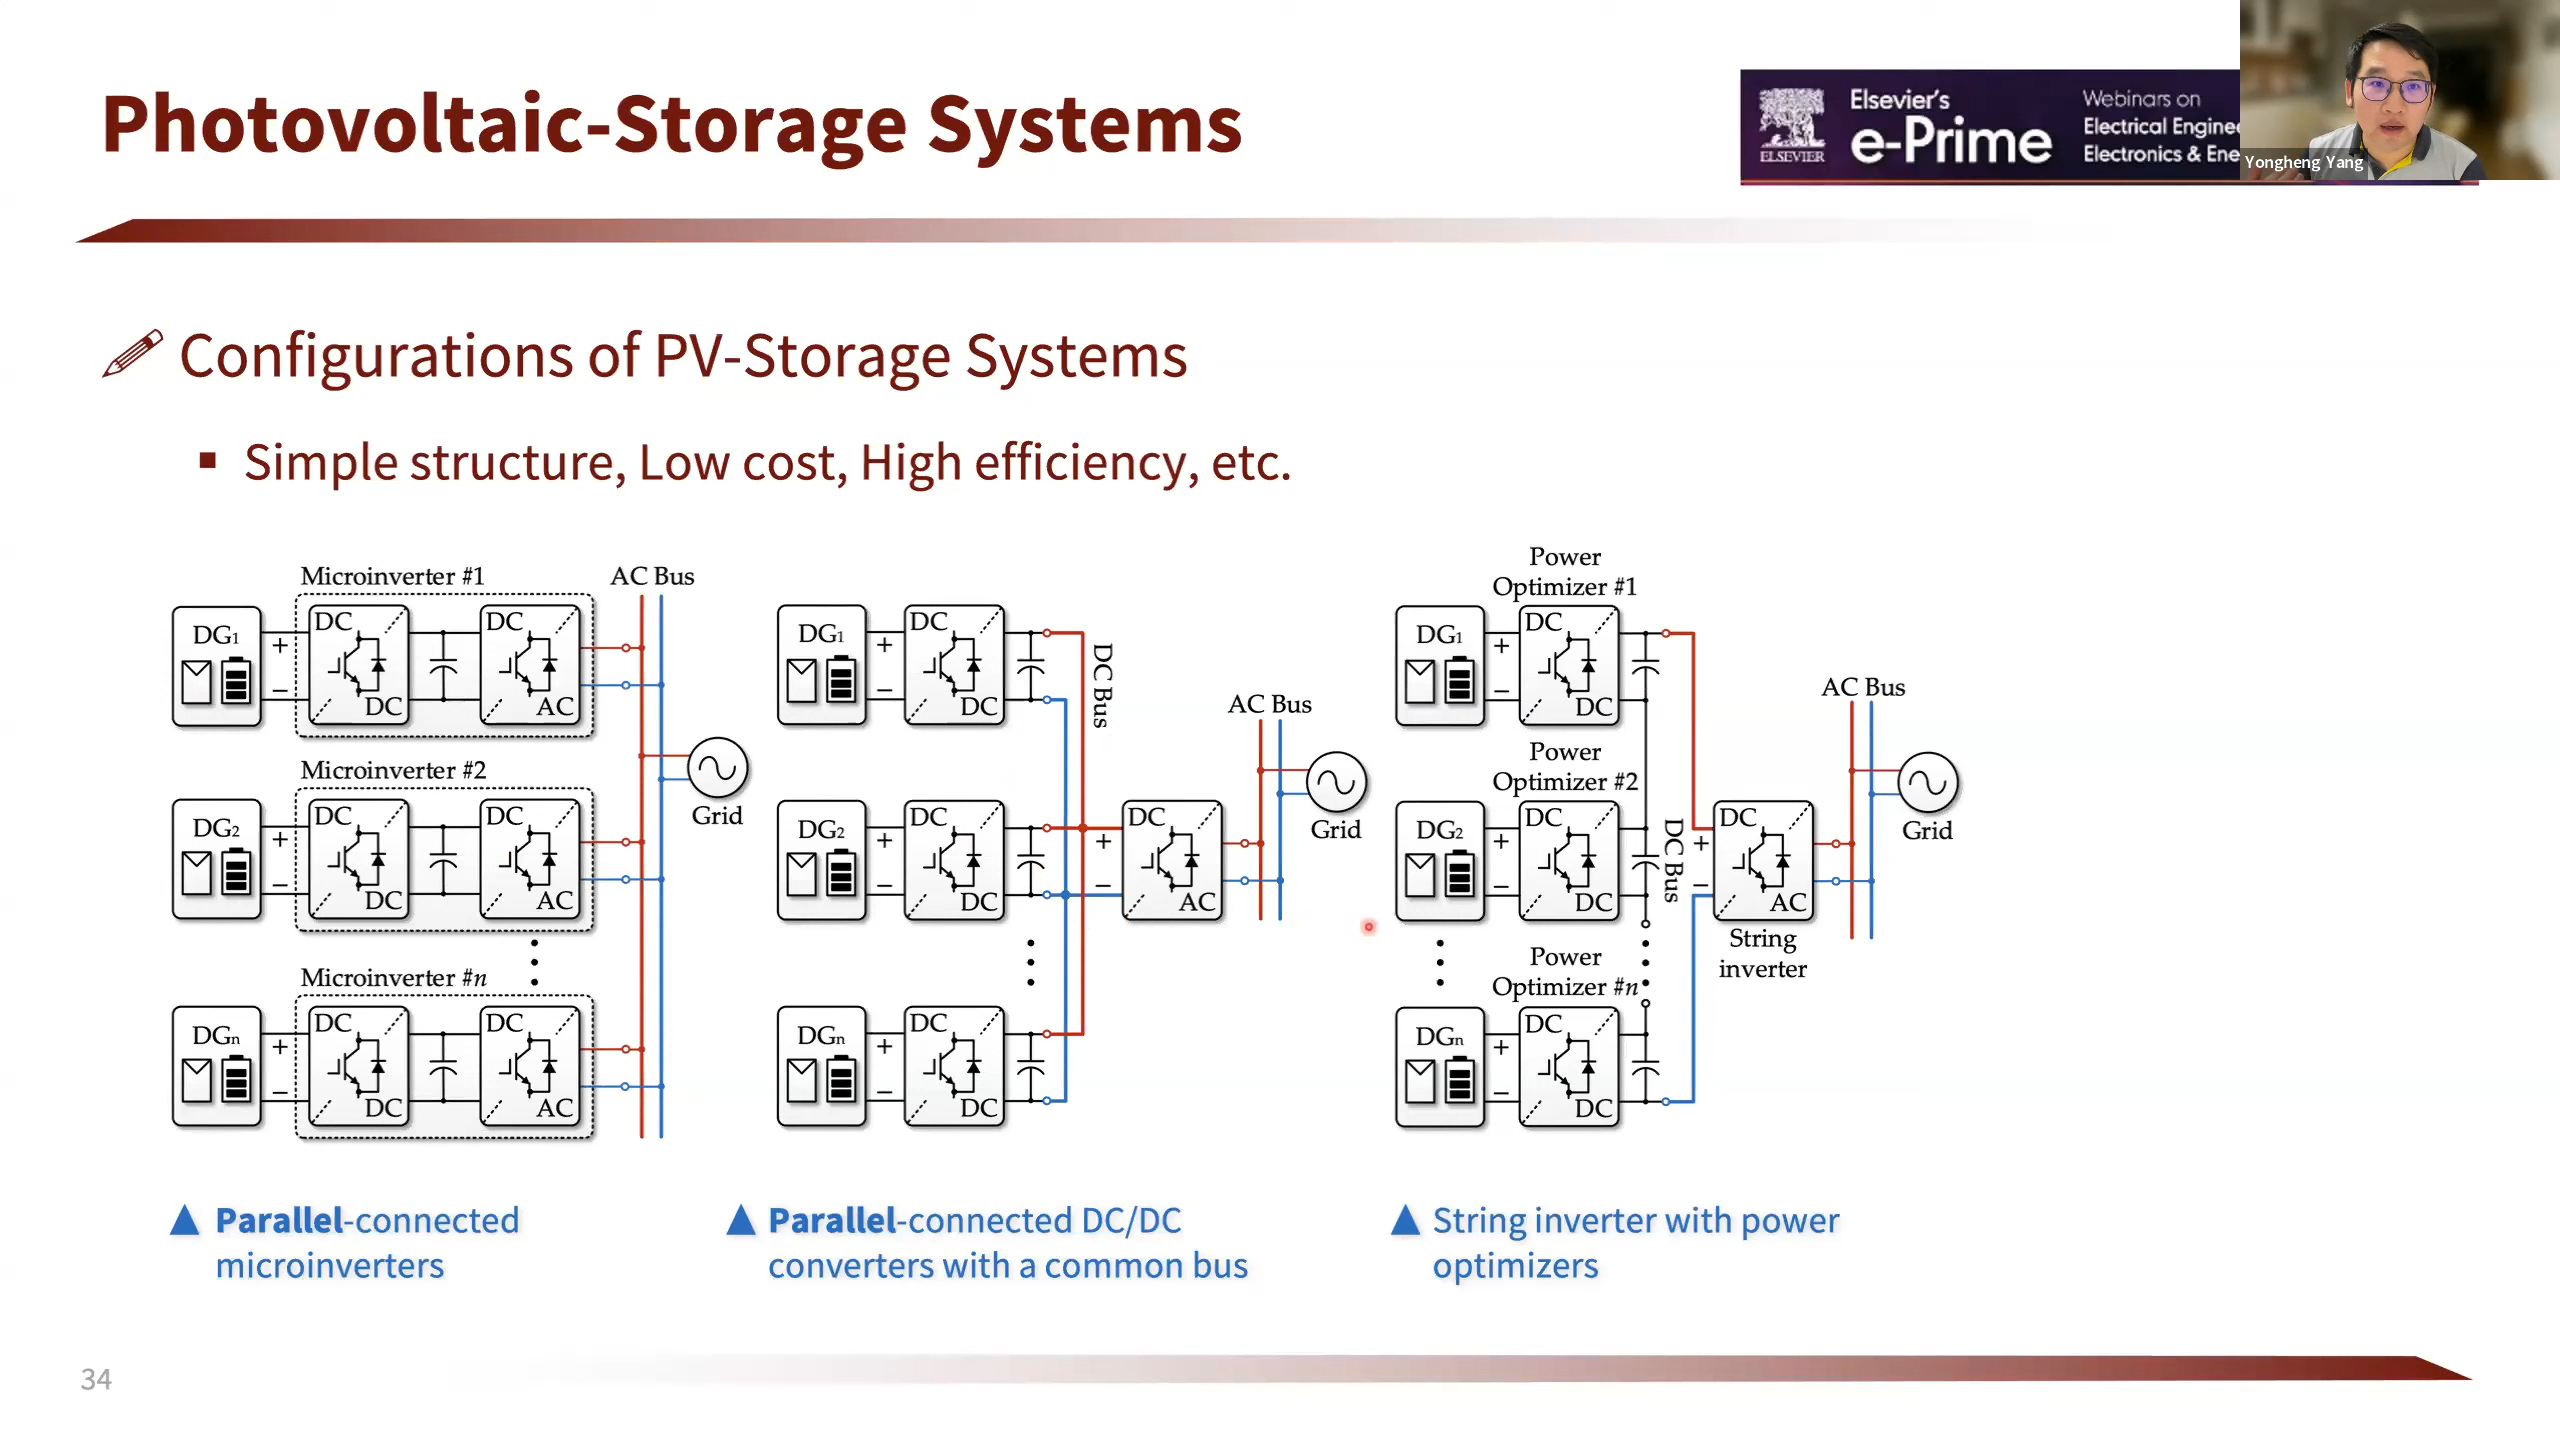 Photovoltaic-Storage Systems
ELSEVIER
Elsevier's
e-Prime
Webinars on
Electrical Enginee
Electronics & Ene
Yongheng Yang
Configurations of PV-Storage Systems
▪ Simple structure, Low cost, High efficiency, etc.
Microinverter #1
AC Bus
DG1
+
−
DC
DC
DC
AC
Microinverter #2
DG2
+
−
DC
DC
DC
AC
Grid
Microinverter #n
DGn
+
−
DC
DC
DC
AC
DG1
+
−
DC
DC
DC Bus
DG2
+
−
DC
DC
+
−
DC
AC
AC Bus
Grid
DGn
+
−
DC
DC
Power
Optimizer #1
DG1
+
−
DC
DC
Power
Optimizer #2
DG2
+
−
DC
DC
DC Bus
+
−
DC
AC
String
inverter
AC Bus
Grid
Power
Optimizer #n
DGn
+
−
DC
DC
▲ Parallel-connected
microinverters
▲ Parallel-connected DC/DC
converters with a common bus
▲ String inverter with power
optimizers
34